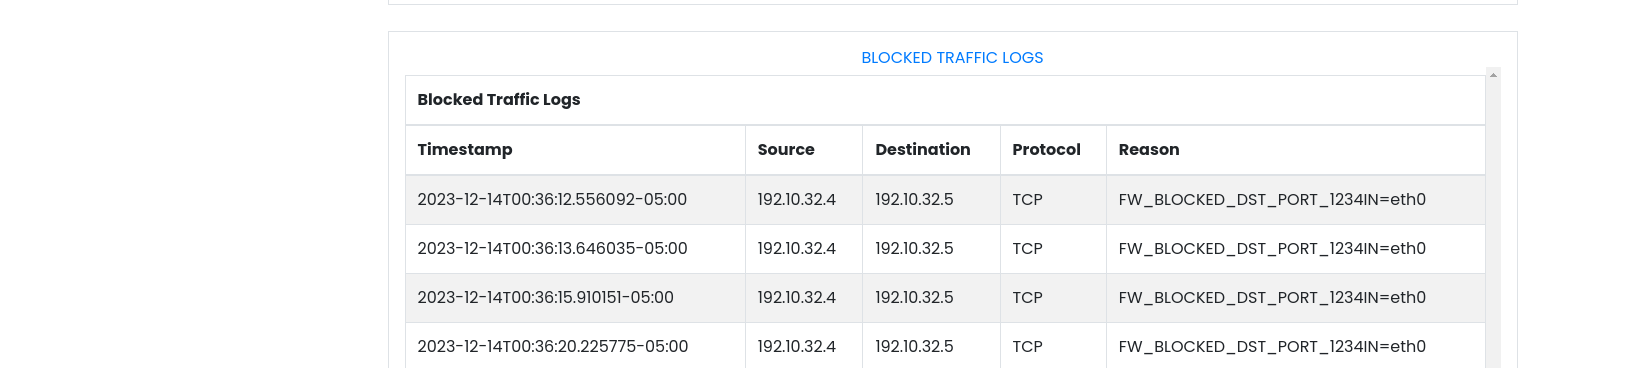 BLOCKED TRAFFIC LOGS
Blocked Traffic Logs
Timestamp Source Destination Protocol Reason
2023-12-14T00:36:12.556092-05:00 192.10.32.4 192.10.32.5 TCP FW_BLOCKED_DST_PORT_1234IN=eth0
2023-12-14T00:36:13.646035-05:00 192.10.32.4 192.10.32.5 TCP FW_BLOCKED_DST_PORT_1234IN=eth0
2023-12-14T00:36:15.910151-05:00 192.10.32.4 192.10.32.5 TCP FW_BLOCKED_DST_PORT_1234IN=eth0
2023-12-14T00:36:20.225775-05:00 192.10.32.4 192.10.32.5 TCP FW_BLOCKED_DST_PORT_1234IN=eth0